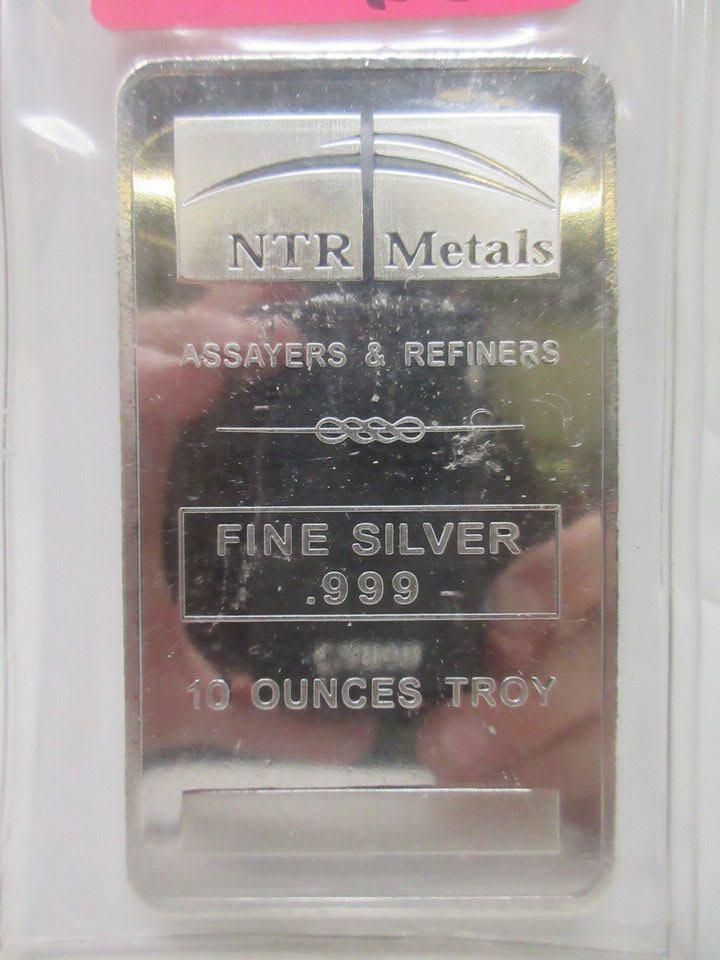 NTR Metals
ASSAYERS & REFINERS
FINE SILVER
.999
10 OUNCES TROY